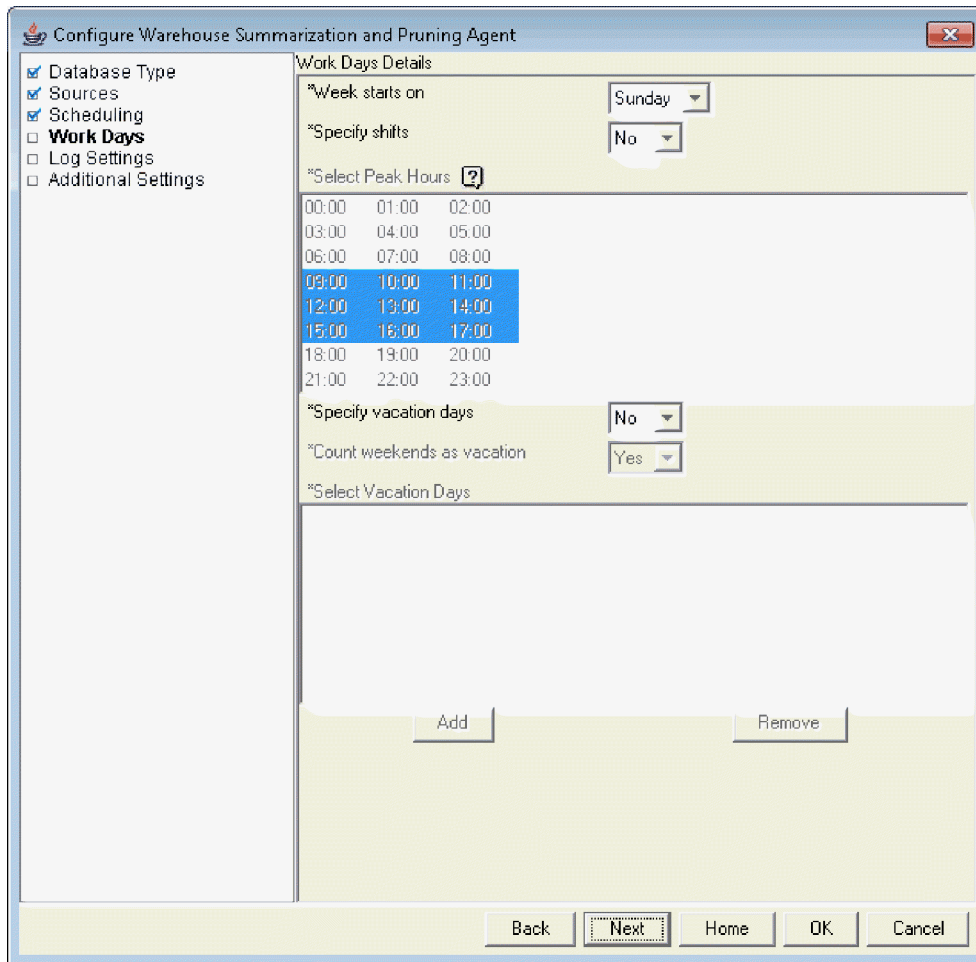 Configure Warehouse Summarization and Pruning Agent
Database Type
Sources
Scheduling
Work Days
Log Settings
Additional Settings
Work Days Details
*Week starts on Sunday
*Specify shifts No
*Select Peak Hours ?
00:00 01:00 02:00
03:00 04:00 05:00
06:00 07:00 08:00
09:00 10:00 11:00
12:00 13:00 14:00
15:00 16:00 17:00
18:00 19:00 20:00
21:00 22:00 23:00
*Specify vacation days No
*Count weekends as vacation Yes
*Select Vacation Days
Add Remove
Back Next Home OK Cancel